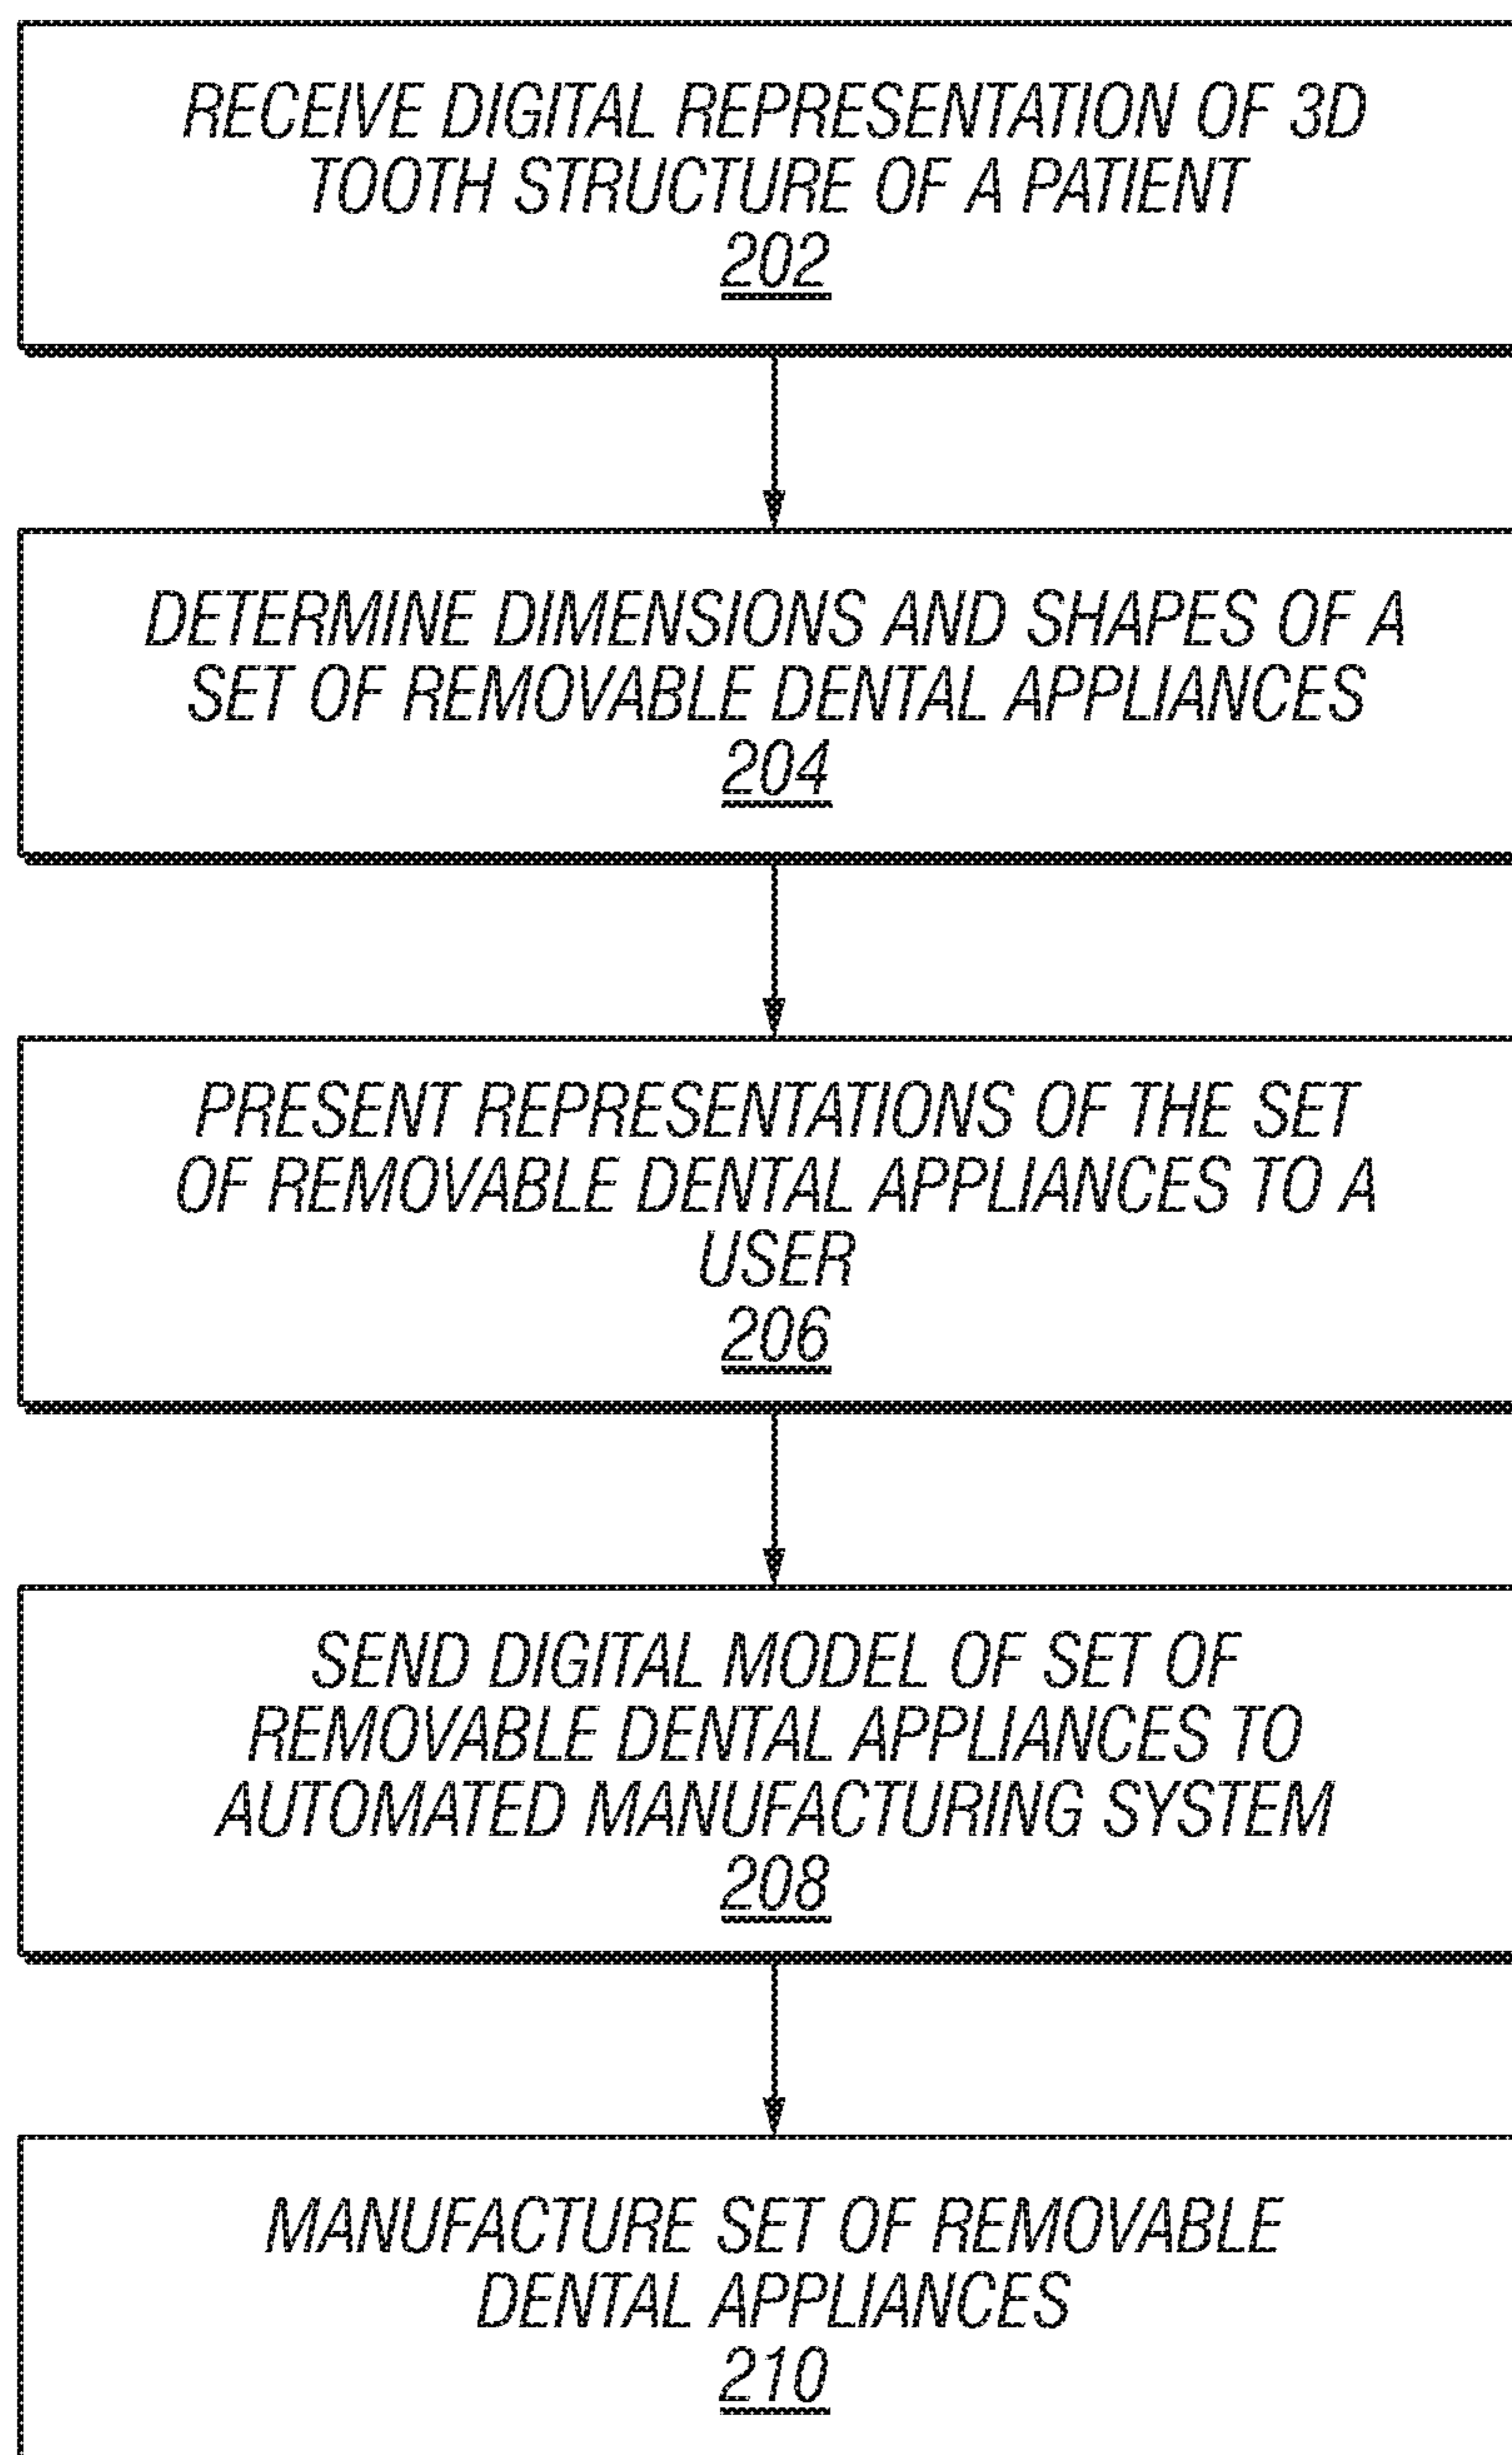 RECEIVE DIGITAL REPRESENTATION OF 3D
TOOTH STRUCTURE OF A PATIENT
202
DETERMINE DIMENSIONS AND SHAPES OF A
SET OF REMOVABLE DENTAL APPLIANCES
204
PRESENT REPRESENTATIONS OF THE SET
OF REMOVABLE DENTAL APPLIANCES TO A
USER
206
SEND DIGITAL MODEL OF SET OF
REMOVABLE DENTAL APPLIANCES TO
AUTOMATED MANUFACTURING SYSTEM
208
MANUFACTURE SET OF REMOVABLE
DENTAL APPLIANCES
210